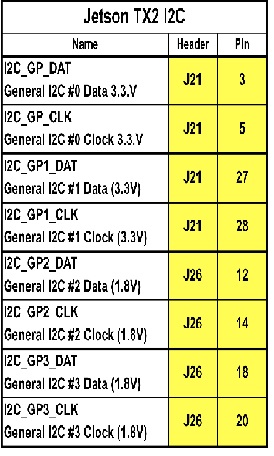 Jetson TX2 I2C
Name Header Pin
I2C_GP_DAT
General I2C #0 Data 3.3.V J21 3
I2C_GP_CLK
General I2C #0 Clock 3.3.V J21 5
I2C_GP1_DAT
General I2C #1 Data (3.3V) J21 27
I2C_GP1_CLK
General I2C #1 Clock (3.3V) J21 28
I2C_GP2_DAT
General I2C #2 Data (1.8V) J26 12
I2C_GP2_CLK
General I2C #2 Clock (1.8V) J26 14
I2C_GP3_DAT
General I2C #3 Data (1.8V) J26 18
I2C_GP3_CLK
General I2C #3 Clock (1.8V) J26 20